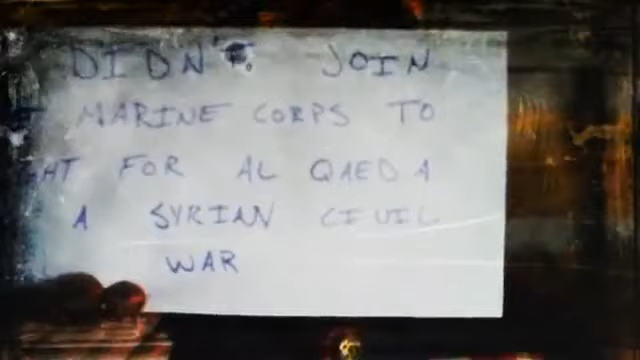 DIDN'T JOIN
MARINE CORPS TO
FOR AL QAEDA
A SYRIAN CIVIL
WAR